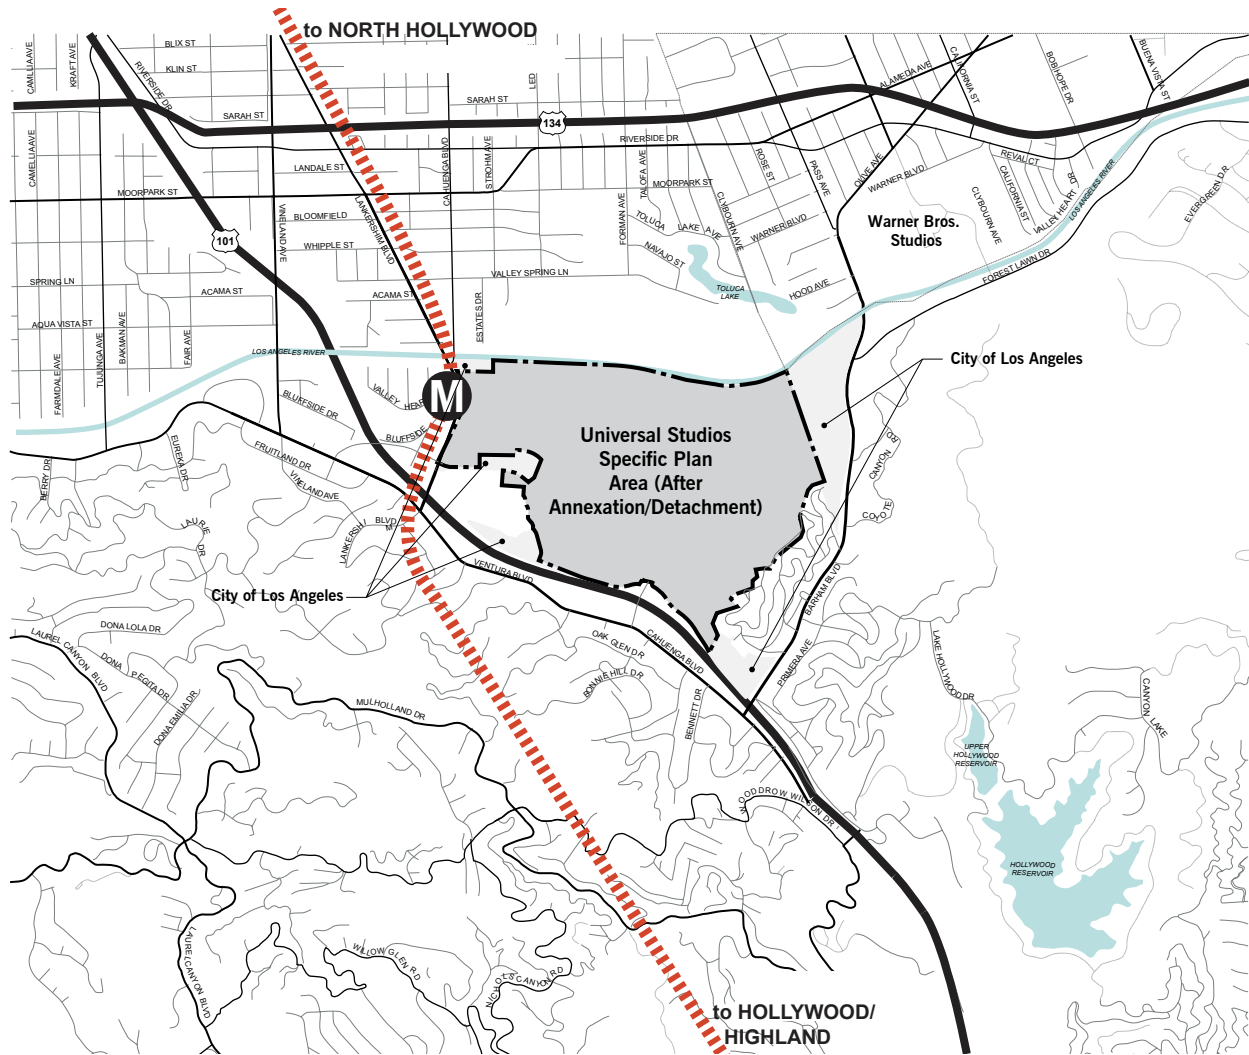 to NORTH HOLLYWOOD
CAMLLIA AVE
KRAFT AVE
BLIX ST
KLIN ST
RIVERSIDE DR
SARAH ST
SARAH ST
LED
134
ALAMEDA AVE
CALIFORNIA ST
BOB HOPE DR
BUENA VISTA ST
CAMELLIA AVE
LANDALE ST
CAHUENGA BLVD
STROHM AVE
RIVERSIDE DR
MOORPARK ST
MOORPARK ST
TALOFA AVE
FORMAN AVE
ROSE ST
PASS AVE
OLIVE AVE
WARNER BLVD
REVAL CT
CALIFORNIA ST
CLYBOURN AVE
VALLEY HEART DR
LOS ANGELES RIVER
EVERGREEN DR
VINELAND AVE
BLOOMFIELD
LANKERSHIM BLVD
WHIPPLE ST
TOLUCA LAKE AVE
CLYBOURN AVE
WARNER BLVD
NAVAJO ST
Warner Bros.
Studios
101
SPRING LN
ACAMA ST
ACAMA ST
VALLEY SPRING LN
ESTATES DR
TOLUCA
LAKE
HOOD AVE
FOREST LAWN DR
AQUA VISTA ST
FARMDALE AVE
TUJUNGA AVE
BAKMAN AVE
FAIR AVE
LOS ANGELES RIVER
City of Los Angeles
VALLEY HEAR
M
BLUFFSIDE DR
BLUFFSIDE
Universal Studios
Specific Plan
Area (After
Annexation/Detachment)
BERRY DR
EUREKA DR
FRUITLAND DR
VINELAND AVE
LAURIE DR
LANKERSHIM BLVD
CANYON RD
COYOTE
City of Los Angeles
VENTURA BLVD
BARHAM BLVD
LAUREL CANYON BLVD
DONA LOLA DR
DONA PEGITA DR
DONA EMILIA DR
OAK GLEN DR
CAHUENGA BLVD
BONNIE HILL DR
BENNETT DR
PRIMERA AVE
LAKE HOLLYWOOD DR
CANYON LAKE
MULHOLLAND DR
UPPER
HOLLYWOOD
RESERVOIR
WOODROW WILSON DR
HOLLYWOOD
RESERVOIR
LAUREL CANYON BLVD
WILLOW GLEN RD
NICHOLS CANYON RD
to HOLLYWOOD/
HIGHLAND